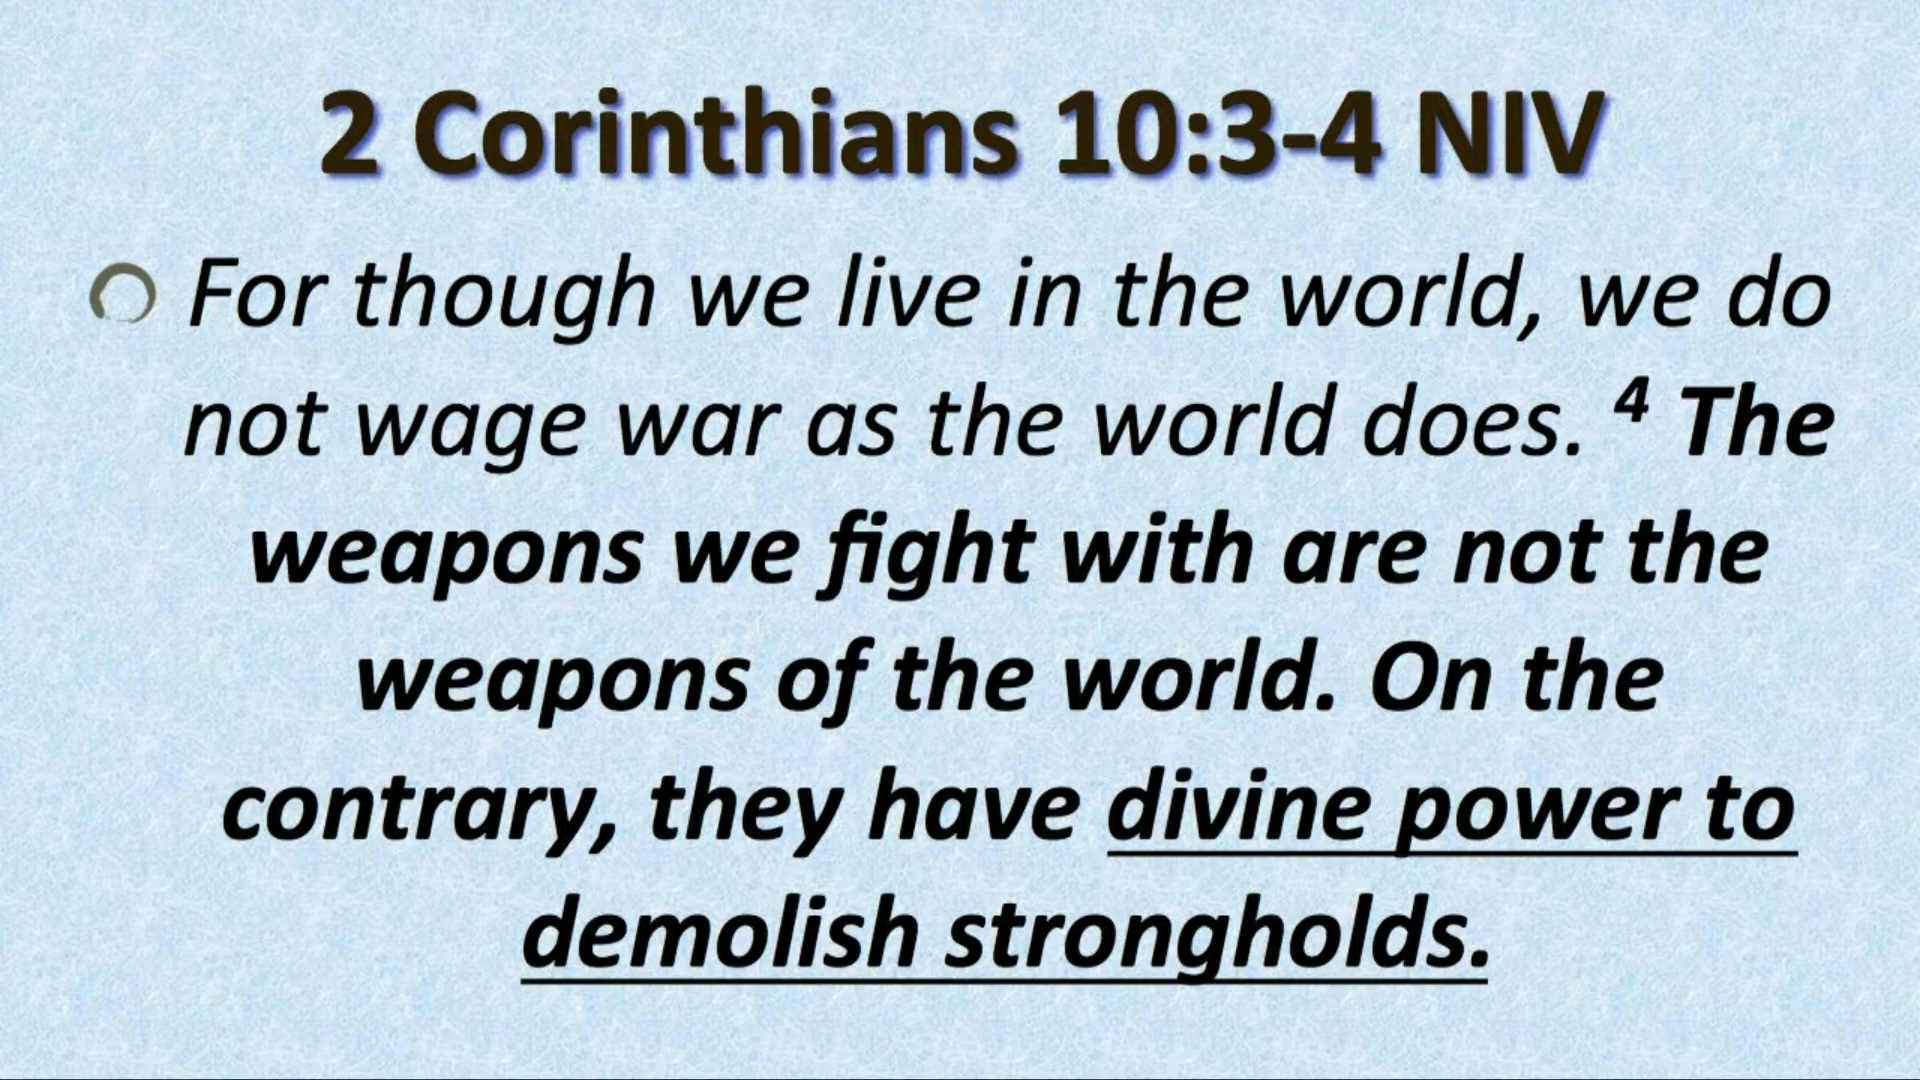 2 Corinthians 10:3-4 NIV
For though we live in the world, we do
not wage war as the world does. ⁴ The
weapons we fight with are not the
weapons of the world. On the
contrary, they have divine power to
demolish strongholds.